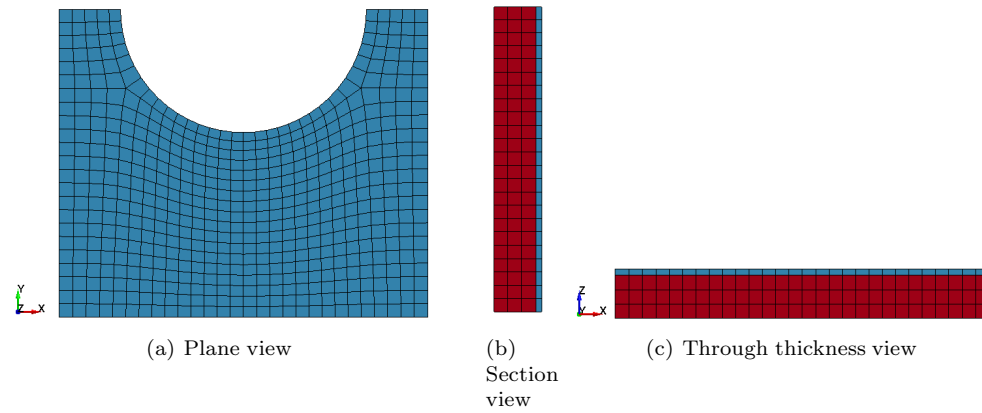 Y
Z X
(a) Plane view
(b)
Section
view
Z
Y X
(c) Through thickness view